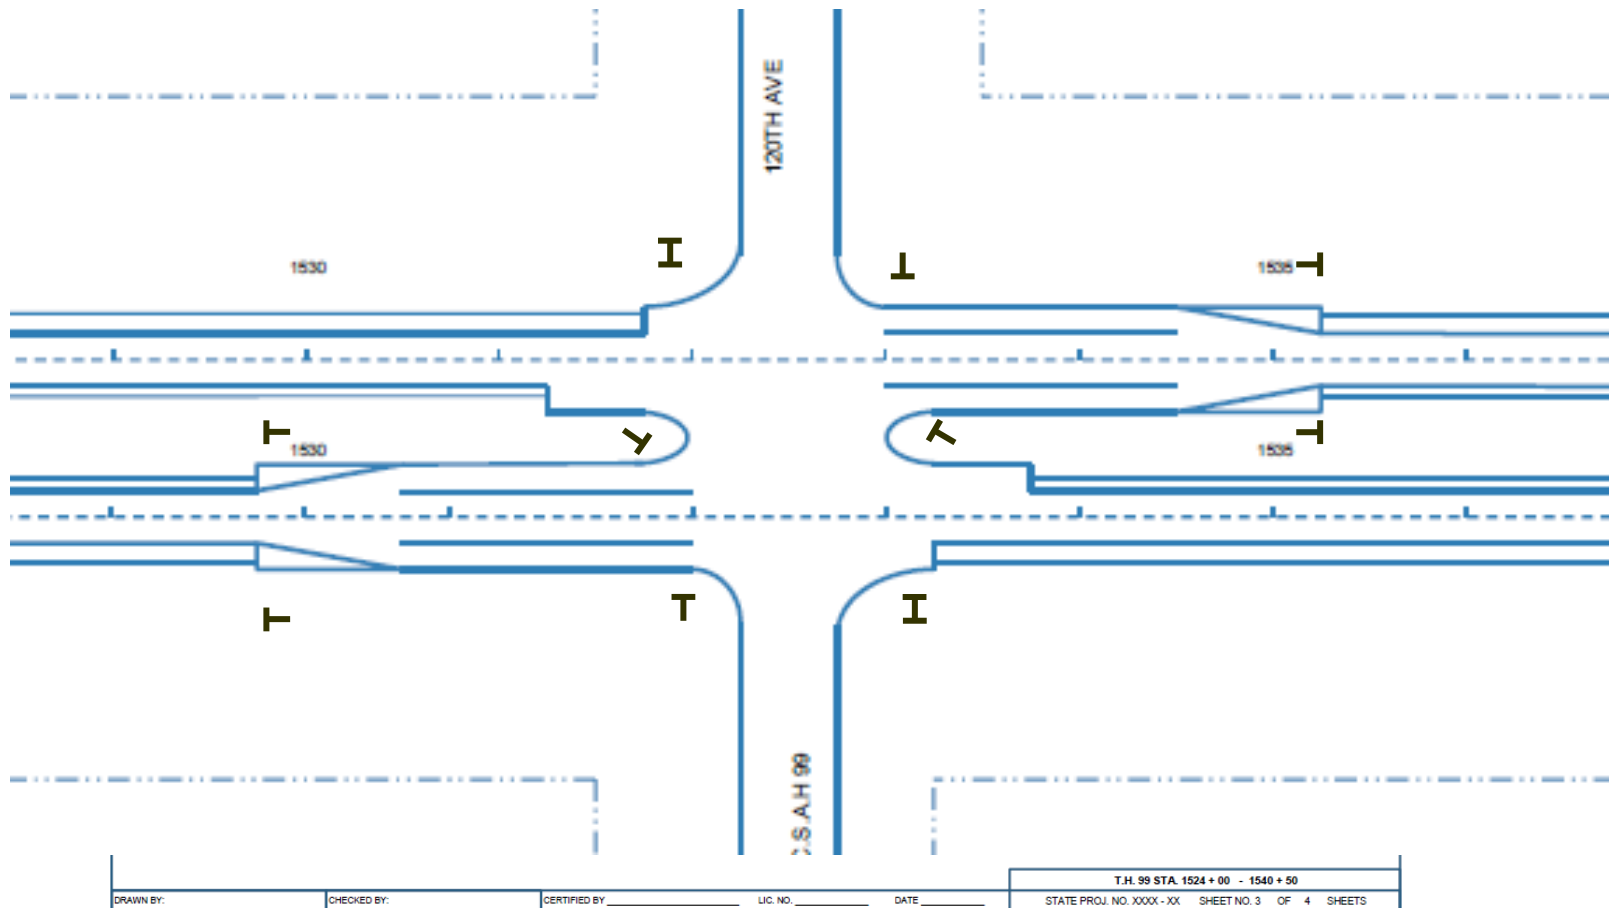 120TH AVE
1530
1535
1530
1535
C.S.A.H 99
T.H. 99 STA. 1524 + 00 - 1540 + 50
DRAWN BY: CHECKED BY: CERTIFIED BY LIC. NO. DATE STATE PROJ. NO. XXXX - XX SHEET NO. 3 OF 4 SHEETS